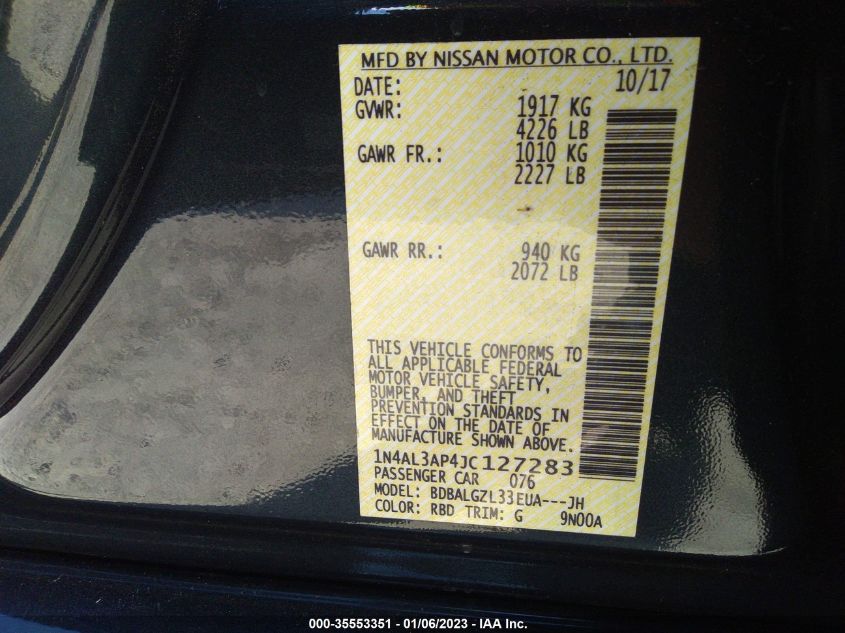 MFD BY NISSAN MOTOR CO., LTD.
DATE: 10/17
GVWR: 1917 KG
4226 LB
GAWR FR.: 1010 KG
2227 LB
GAWR RR.: 940 KG
2072 LB
THIS VEHICLE CONFORMS TO
ALL APPLICABLE FEDERAL
MOTOR VEHICLE SAFETY,
BUMPER, AND THEFT
PREVENTION STANDARDS IN
EFFECT ON THE DATE OF
MANUFACTURE SHOWN ABOVE.
1N4AL3AP4JC127283
PASSENGER CAR 076
MODEL: BDBALGZL33EUA---JH
COLOR: RBD TRIM: G 9N00A
000-35553351 - 01/06/2023 - IAA Inc.